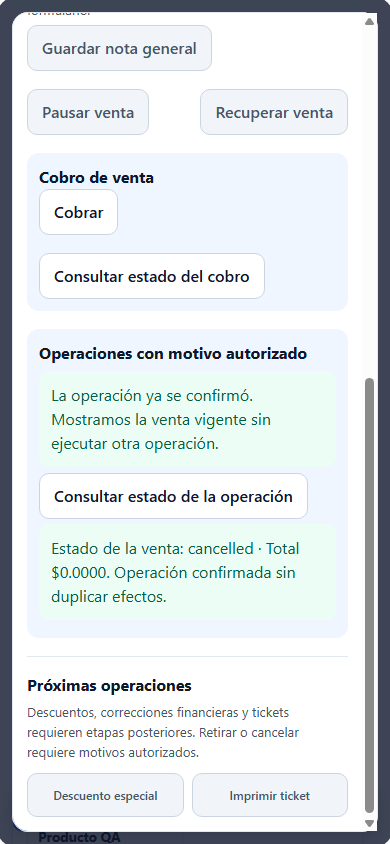 Guardar nota general
Pausar venta
Recuperar venta
Cobro de venta
Cobrar
Consultar estado del cobro
Operaciones con motivo autorizado
La operación ya se confirmó.
Mostramos la venta vigente sin
ejecutar otra operación.
Consultar estado de la operación
Estado de la venta: cancelled · Total
$0.0000. Operación confirmada sin
duplicar efectos.
Próximas operaciones
Descuentos, correcciones financieras y tickets
requieren etapas posteriores. Retirar o cancelar
requiere motivos autorizados.
Descuento especial
Imprimir ticket
Producto QA